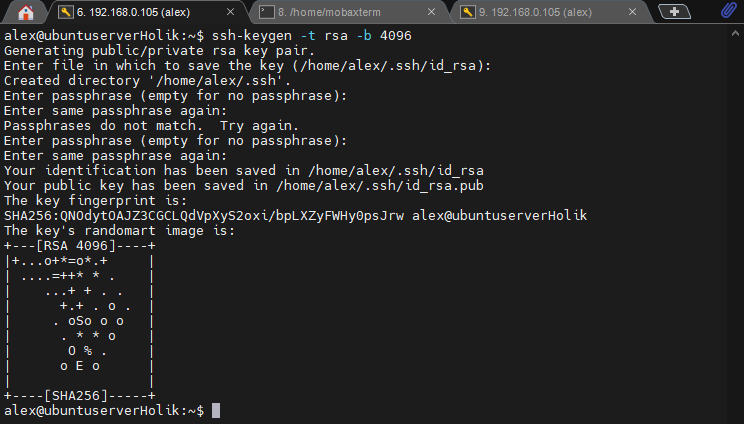 6. 192.168.0.105 (alex)
8. /home/mobaxterm
9. 192.168.0.105 (alex)
alex@ubuntuserverHolik:~$ ssh-keygen -t rsa -b 4096
Generating public/private rsa key pair.
Enter file in which to save the key (/home/alex/.ssh/id_rsa):
Created directory '/home/alex/.ssh'.
Enter passphrase (empty for no passphrase):
Enter same passphrase again:
Passphrases do not match.  Try again.
Enter passphrase (empty for no passphrase):
Enter same passphrase again:
Your identification has been saved in /home/alex/.ssh/id_rsa
Your public key has been saved in /home/alex/.ssh/id_rsa.pub
The key fingerprint is:
SHA256:QNOdytOAJZ3CGCLQdVpXyS2oxi/bpLXZyFWHy0psJrw alex@ubuntuserverHolik
The key's randomart image is:
+---[RSA 4096]----+
|+...o+*=o*.+     |
| ....=++* * .    |
|    ...+ + . .   |
|      +.+ . o .  |
|     . oSo o o   |
|      . * * o    |
|       O % .     |
|      o E o      |
|                 |
+----[SHA256]-----+
alex@ubuntuserverHolik:~$